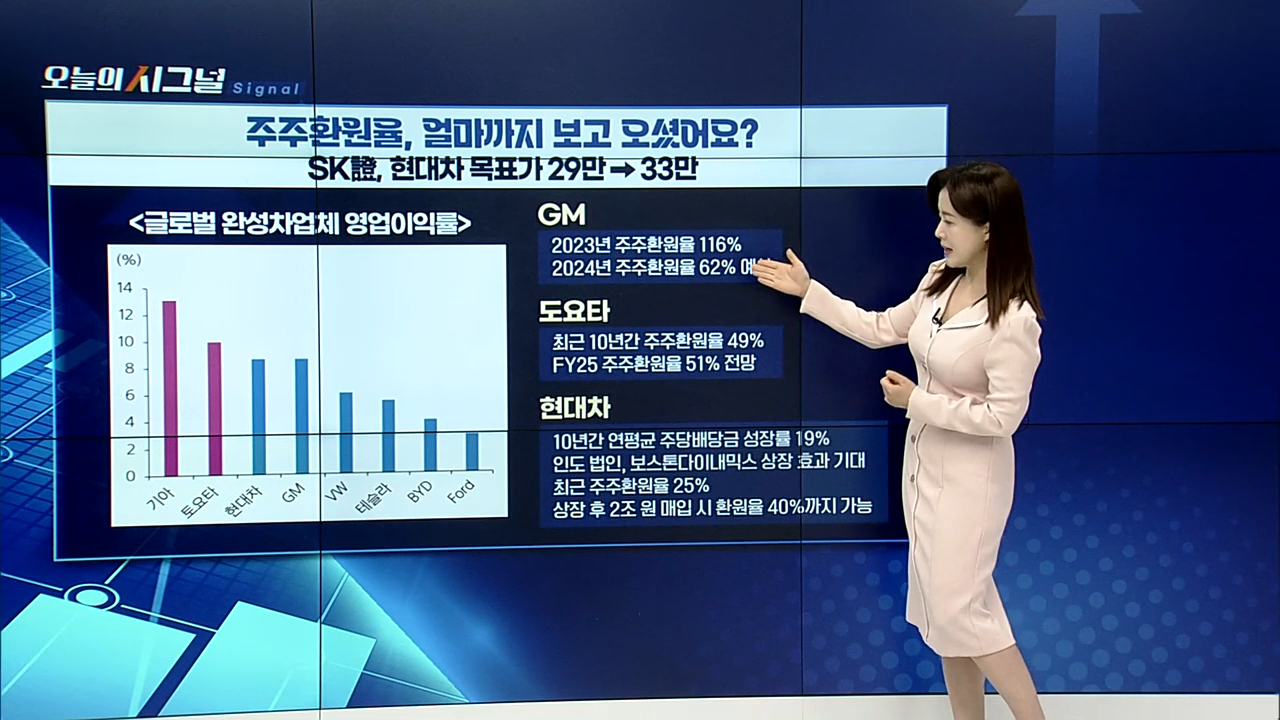 오늘의 시그널 Signal
주주환원율, 얼마까지 보고 오셨어요?
SK證, 현대차 목표가 29만 → 33만
<글로벌 완성차업체 영업이익률>
(%)
14
12
10
8
6
4
2
0
기아
토요타
현대차
GM
VW
테슬라
BYD
Ford
GM
2023년 주주환원율 116%
2024년 주주환원율 62%
도요타
최근 10년간 주주환원율 49%
FY25 주주환원율 51% 전망
현대차
10년간 연평균 주당배당금 성장률 19%
인도 법인, 보스톤다이내믹스 상장 효과 기대
최근 주주환원율 25%
상장 후 2조 원 매입 시 환원율 40%까지 가능